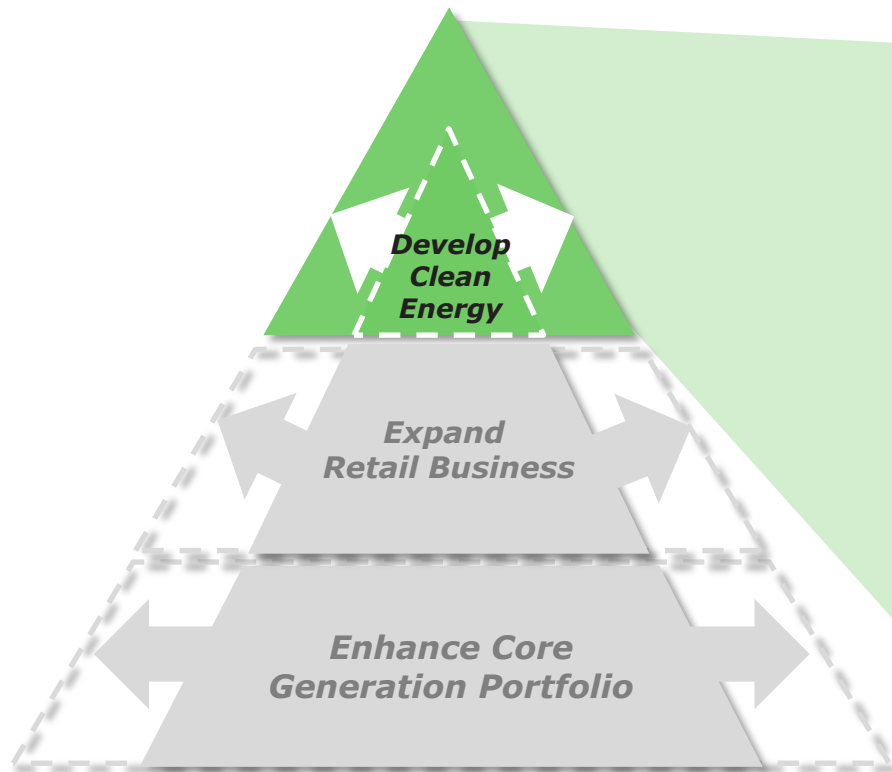 Develop
Clean
Energy
Expand
Retail Business
Enhance Core
Generation Portfolio